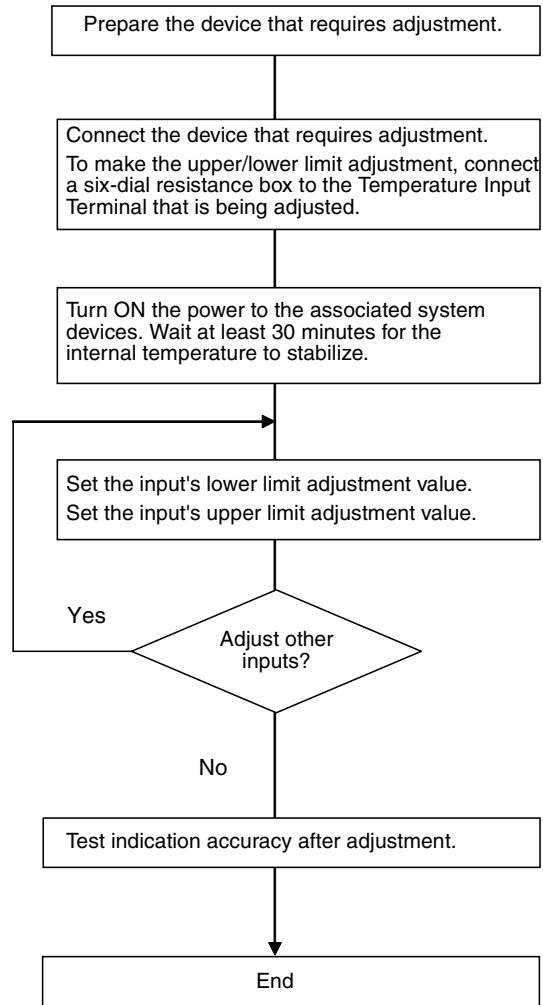 Prepare the device that requires adjustment.
Connect the device that requires adjustment.
To make the upper/lower limit adjustment, connect
a six-dial resistance box to the Temperature Input
Terminal that is being adjusted.
Turn ON the power to the associated system
devices. Wait at least 30 minutes for the
internal temperature to stabilize.
Set the input's lower limit adjustment value.
Set the input's upper limit adjustment value.
Yes
Adjust other
inputs?
No
Test indication accuracy after adjustment.
End